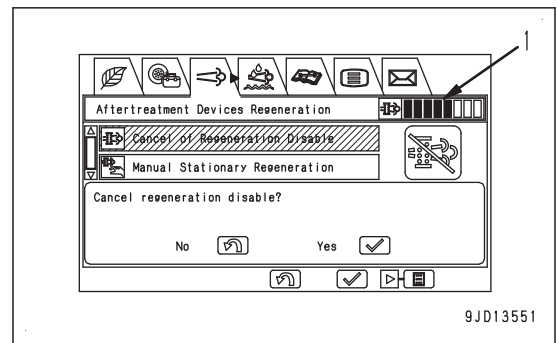 1
Aftertreatment Devices Regeneration
Cancel of Regeneration Disable
Manual Stationary Regeneration
Cancel regeneration disable?
No Yes
9JD13551